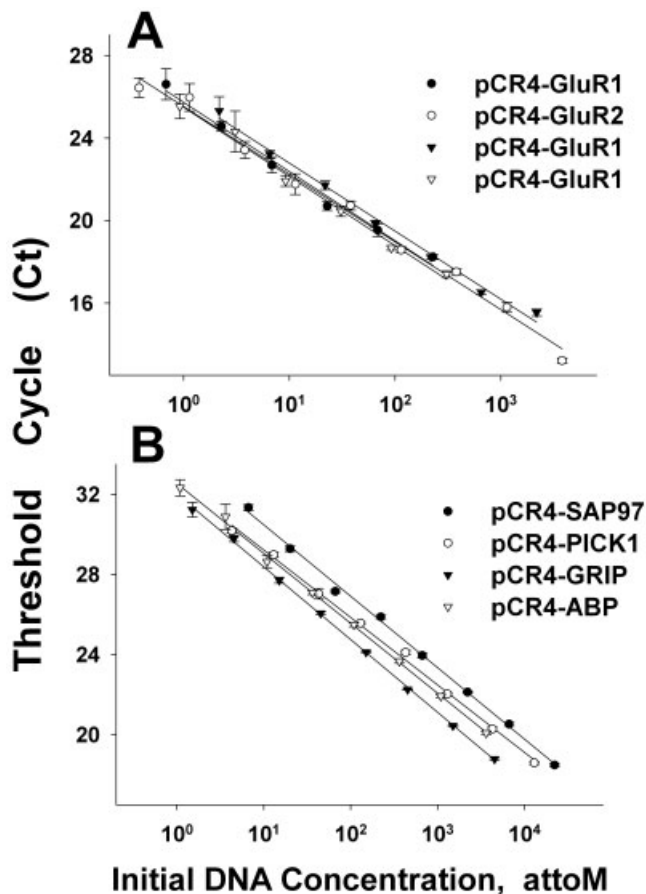 A
28
24
20
16
pCR4-GluR1
pCR4-GluR2
pCR4-GluR1
pCR4-GluR1
10⁰ 10¹ 10² 10³
Threshold Cycle (Ct)
B
32
28
24
20
pCR4-SAP97
pCR4-PICK1
pCR4-GRIP
pCR4-ABP
10⁰ 10¹ 10² 10³ 10⁴
Initial DNA Concentration, attoM